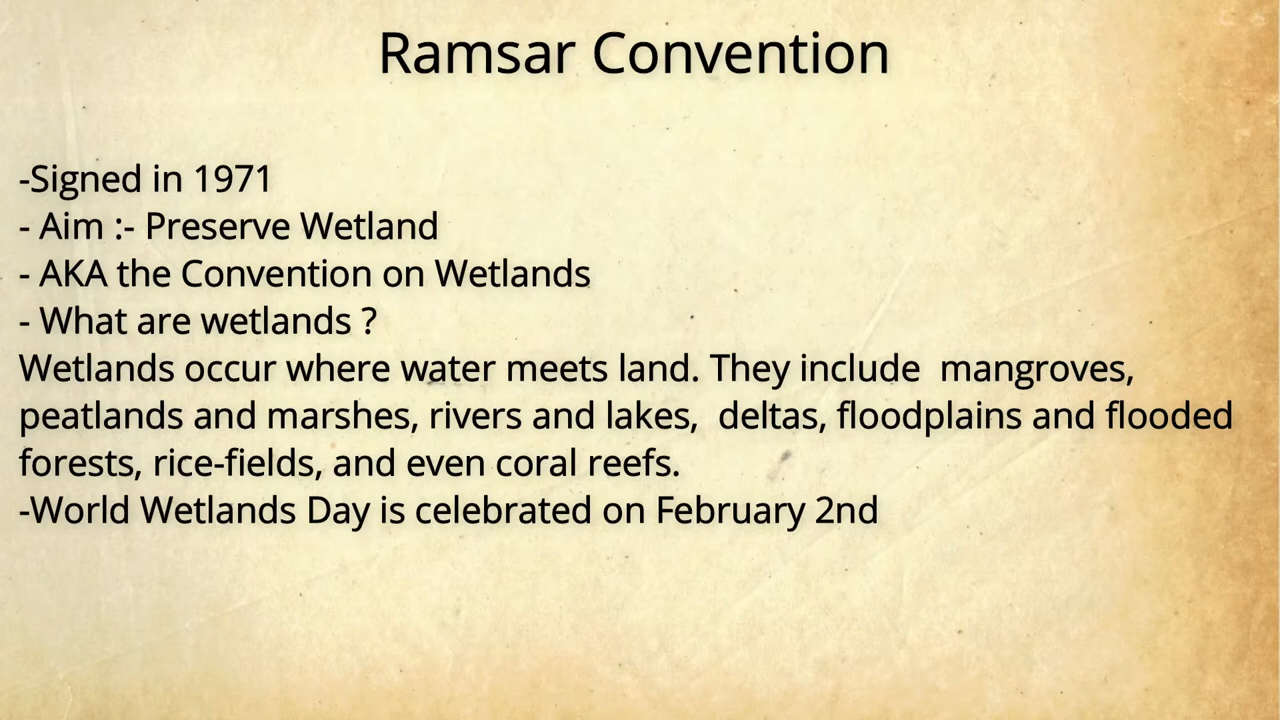 Ramsar Convention
-Signed in 1971
- Aim :- Preserve Wetland
- AKA the Convention on Wetlands
- What are wetlands ?
Wetlands occur where water meets land. They include  mangroves,
peatlands and marshes, rivers and lakes,  deltas, floodplains and flooded
forests, rice-fields, and even coral reefs.
-World Wetlands Day is celebrated on February 2nd